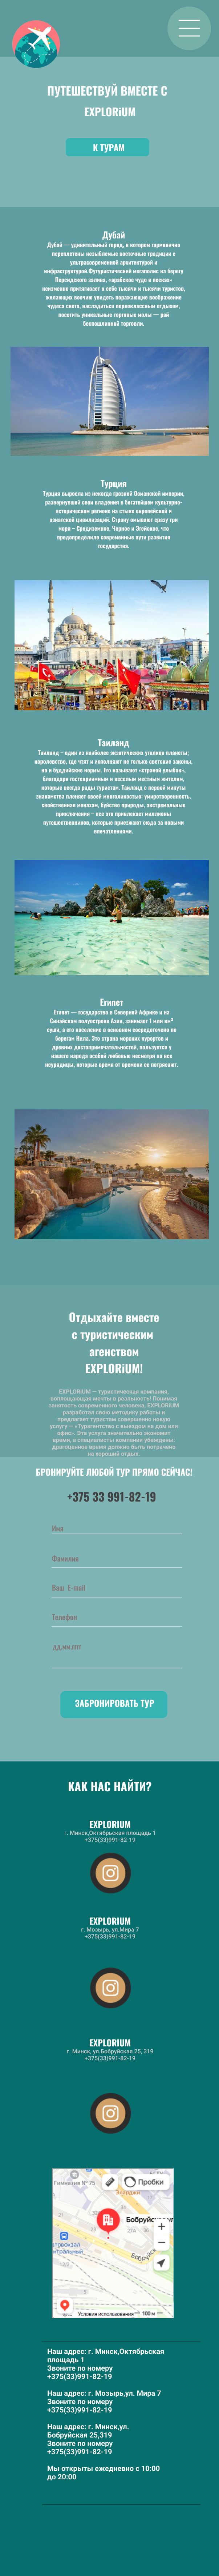 ПУТЕШЕСТВУЙ ВМЕСТЕ С
EXPLORiUM
К ТУРАМ
Дубай
Дубай — удивительный город, в котором гармонично
переплетены незыблемые восточные традиции с
ультрасовременной архитектурой и
инфраструктурой.Футуристический мегаполис на берегу
Персидского залива, «арабское чудо в песках»
неизменно притягивает к себе тысячи и тысячи туристов,
желающих воочию увидеть поражающие воображение
чудеса света, насладиться первоклассным отдыхом,
посетить уникальные торговые моллы — рай
беспошлинной торговли.
Турция
Турция выросла из некогда грозной Османской империи,
развернувшей свои владения в богатейшем культурно-
историческом регионе на стыке европейской и
азиатской цивилизаций. Страну омывают сразу три
моря – Средиземное, Черное и Эгейское, что
предопределило современные пути развития
государства.
Таиланд
Таиланд – один из наиболее экзотических уголков планеты:
королевство, где чтят и исполняют не только светские законы,
но и буддийские нормы. Его называют «страной улыбок»,
благодаря гостеприимным и веселым местным жителям,
которые всегда рады туристам. Таиланд с первой минуты
знакомства пленяет своей многоликостью: умиротворенность,
свойственная монахам, буйство природы, экстремальные
приключения – все это привлекает миллионы
путешественников, которые приезжают сюда за новыми
впечатлениями.
Египет
Египет — государство в Северной Африке и на
Синайском полуострове Азии, занимает 1 млн км²
суши, а его население в основном сосредоточено по
берегам Нила. Эта страна морских курортов и
древних достопримечательностей, пользуется у
нашего народа особой любовью несмотря на все
неурядицы, которые время от времени ее потрясают.
Отдыхайте вместе
с туристическим
агенством
EXPLORiUM!
EXPLORIUM — туристическая компания,
воплощающая мечты в реальность! Понимая
занятость современного человека, EXPLORIUM
разработал свою методику работы и
предлагает туристам совершенно новую
услугу — «Турагентство с выездом на дом или
офис». Эта услуга значительно экономит
время, а специалисты компании убеждены:
драгоценное время должно быть потрачено
на хороший отдых.
БРОНИРУЙТЕ ЛЮБОЙ ТУР ПРЯМО СЕЙЧАС!
+375 33 991-82-19
Имя
Фамилия
Ваш E-mail
Телефон
ДД.ММ.ГГГГ
ЗАБРОНИРОВАТЬ ТУР
КАК НАС НАЙТИ?
EXPLORIUM
г. Минск,Октябрьская площадь 1
+375(33)991-82-19
EXPLORIUM
г. Мозырь, ул.Мира 7
+375(33)991-82-19
EXPLORIUM
г. Минск, ул.Бобруйская 25, 319
+375(33)991-82-19
Гимназия № 75
Пробки
22А
Условия использования
100 м
Наш адрес: г. Минск,Октябрьская
площадь 1
Звоните по номеру
+375(33)991-82-19
Наш адрес: г. Мозырь,ул. Мира 7
Звоните по номеру
+375(33)991-82-19
Наш адрес: г. Минск,ул.
Бобруйская 25,319
Звоните по номеру
+375(33)991-82-19
Мы открыты ежедневно с 10:00
до 20:00